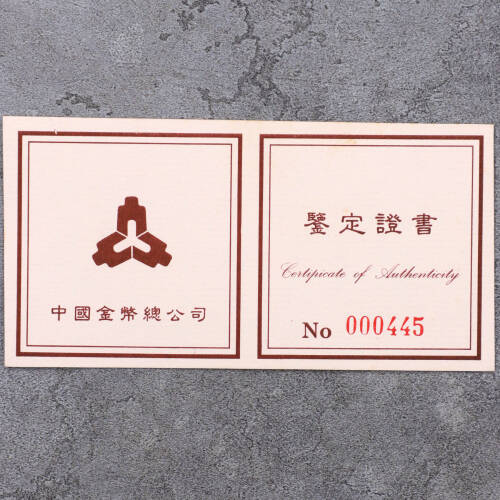 中國金幣總公司
鑒定證書
Certificate of Authenticity
No 000445